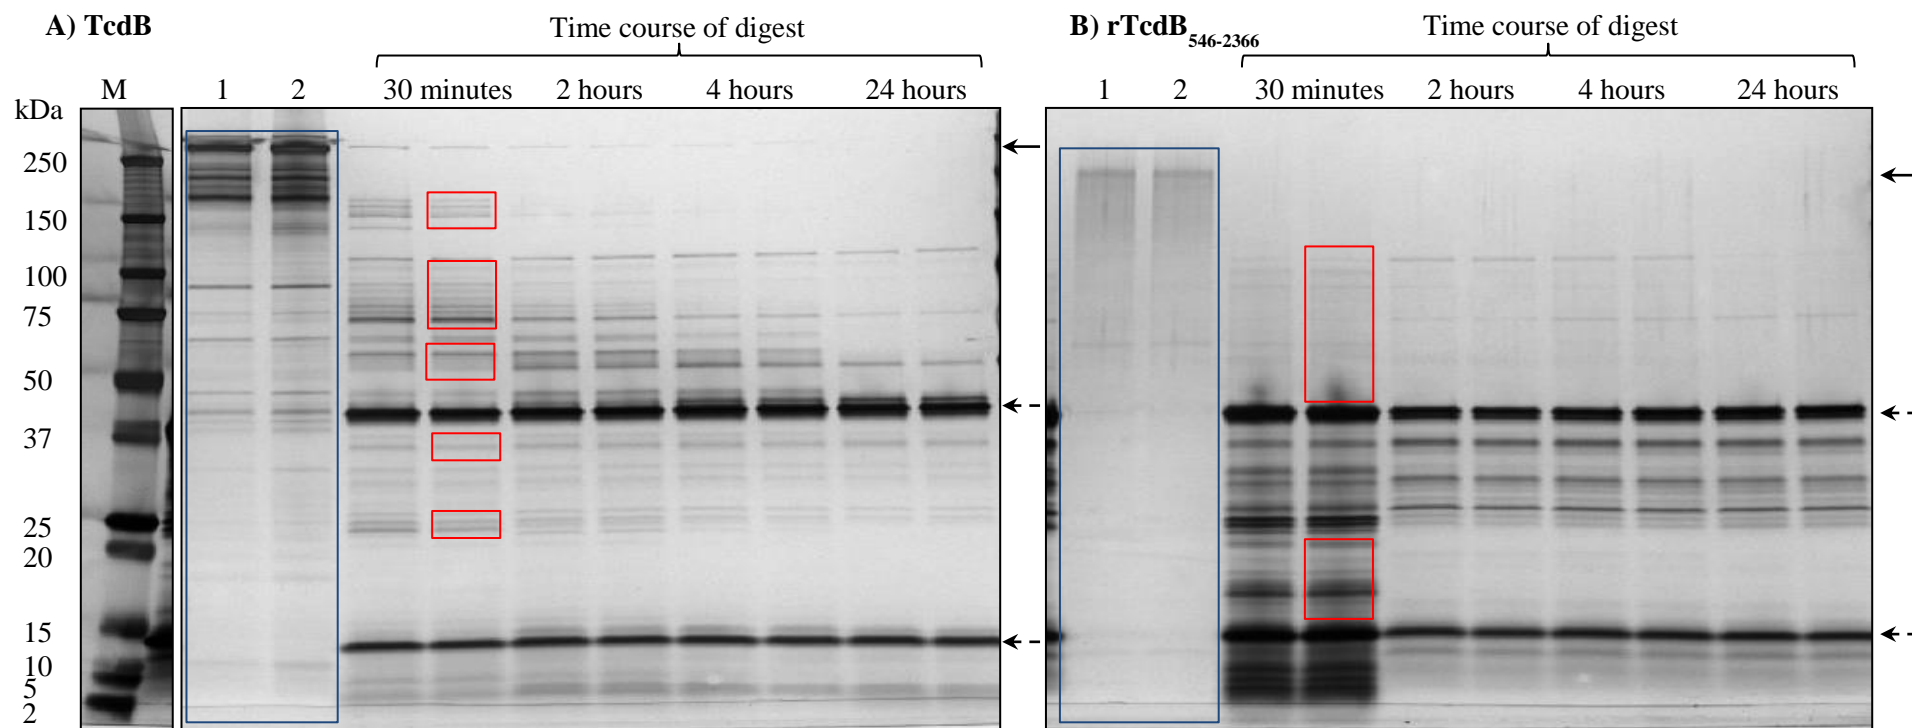 A) TcdB
Time course of digest
M 1 2 30 minutes 2 hours 4 hours 24 hours
kDa
250
150
100
75
50
37
25
20
15
10
5
2
B) rTcdB546-2366
Time course of digest
1 2 30 minutes 2 hours 4 hours 24 hours